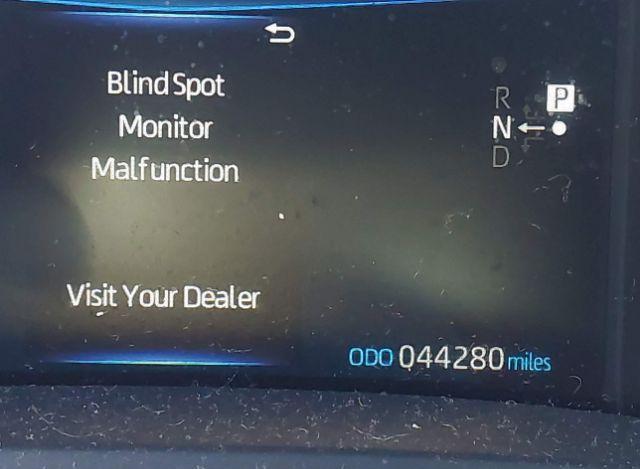 Blind Spot
Monitor
Malfunction
Visit Your Dealer
R
P
N
D
ODO 044280 miles